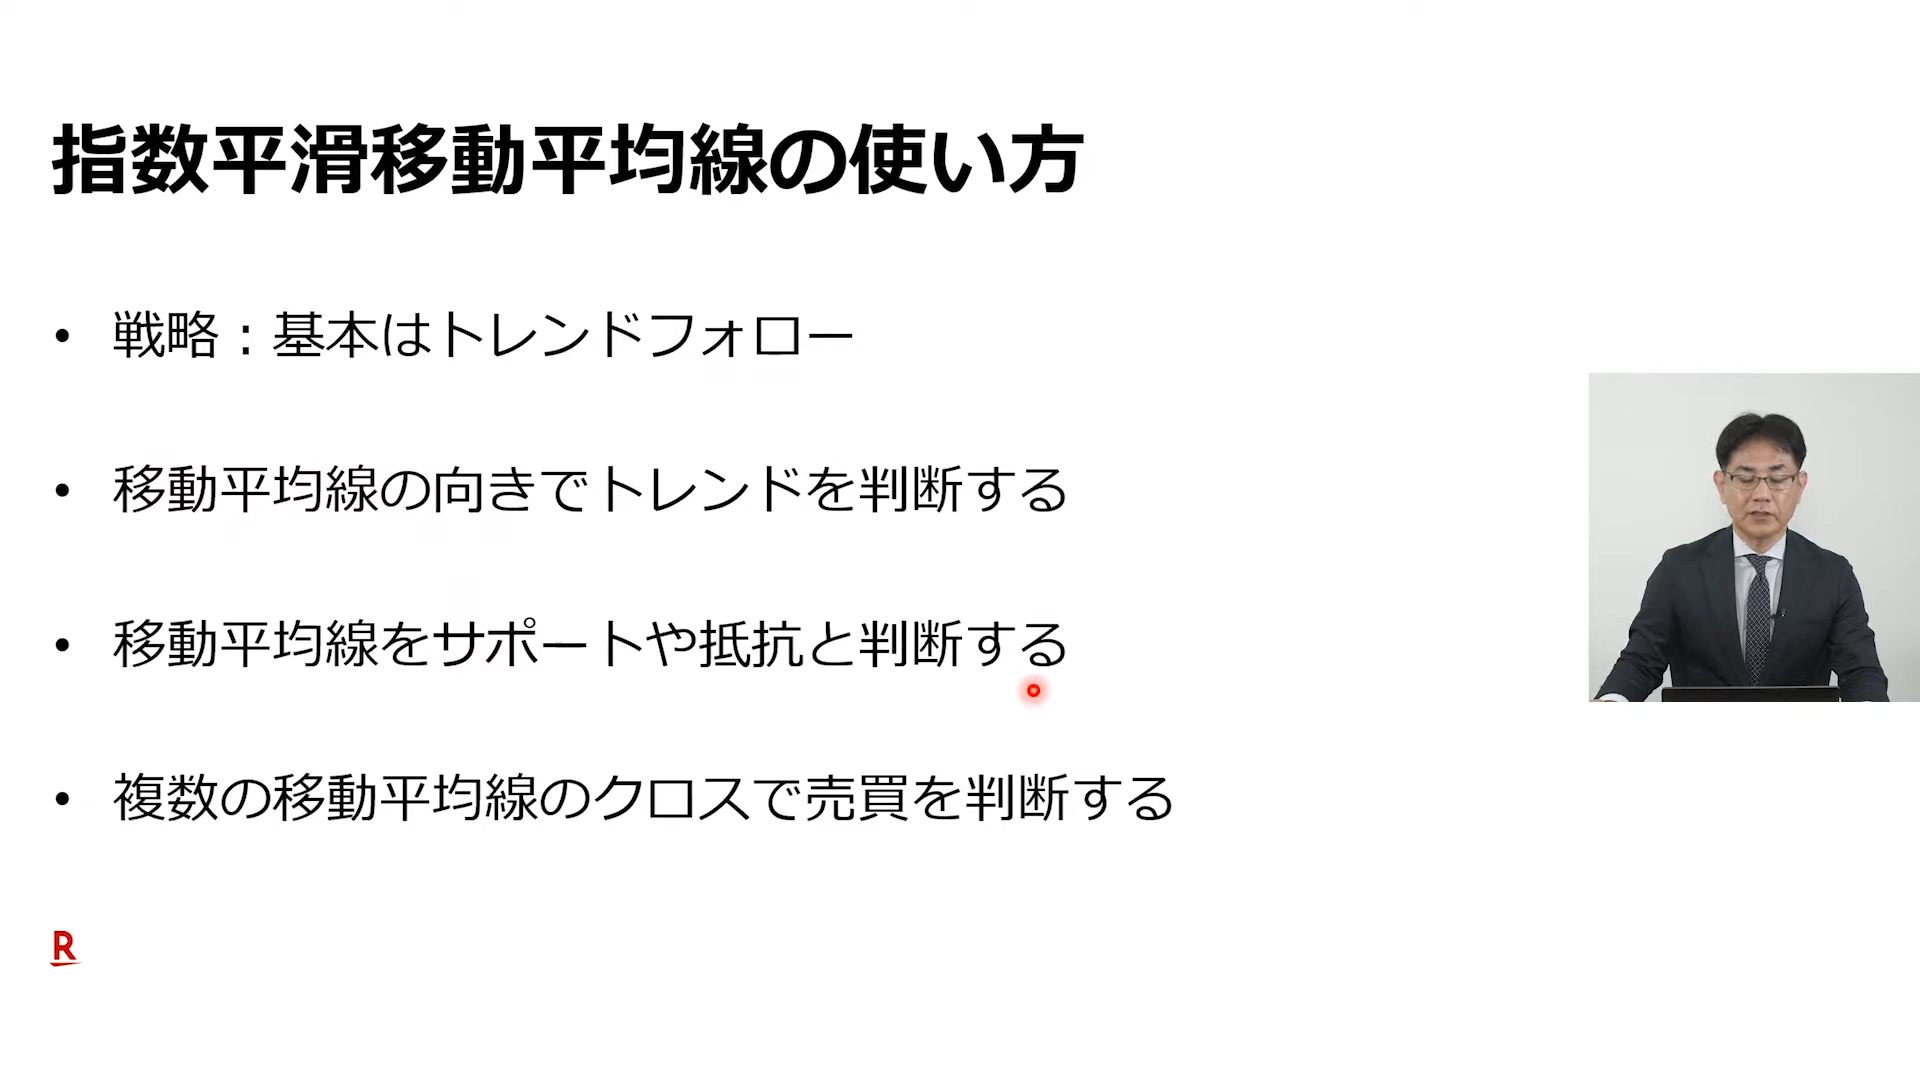 指数平滑移動平均線の使い方
• 戦略：基本はトレンドフォロー
• 移動平均線の向きでトレンドを判断する
• 移動平均線をサポートや抵抗と判断する
• 複数の移動平均線のクロスで売買を判断する
R